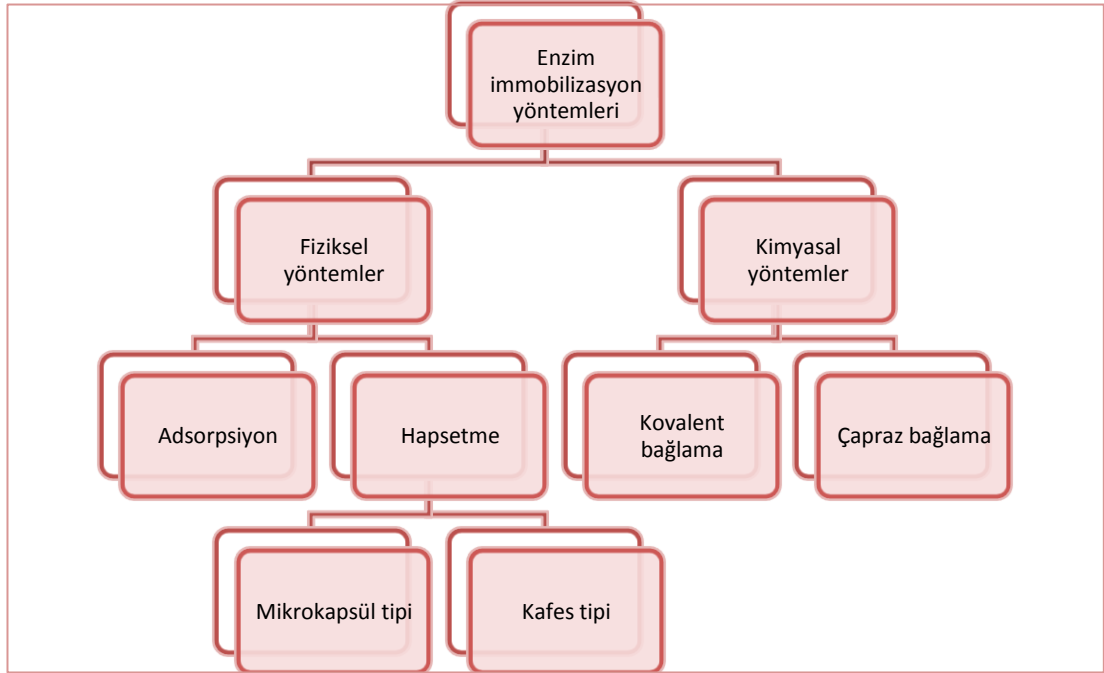 Enzim
immobilizasyon
yöntemleri
Fiziksel
yöntemler
Kimyasal
yöntemler
Adsorpsiyon
Hapsetme
Kovalent
bağlama
Çapraz bağlama
Mikrokapsül tipi
Kafes tipi